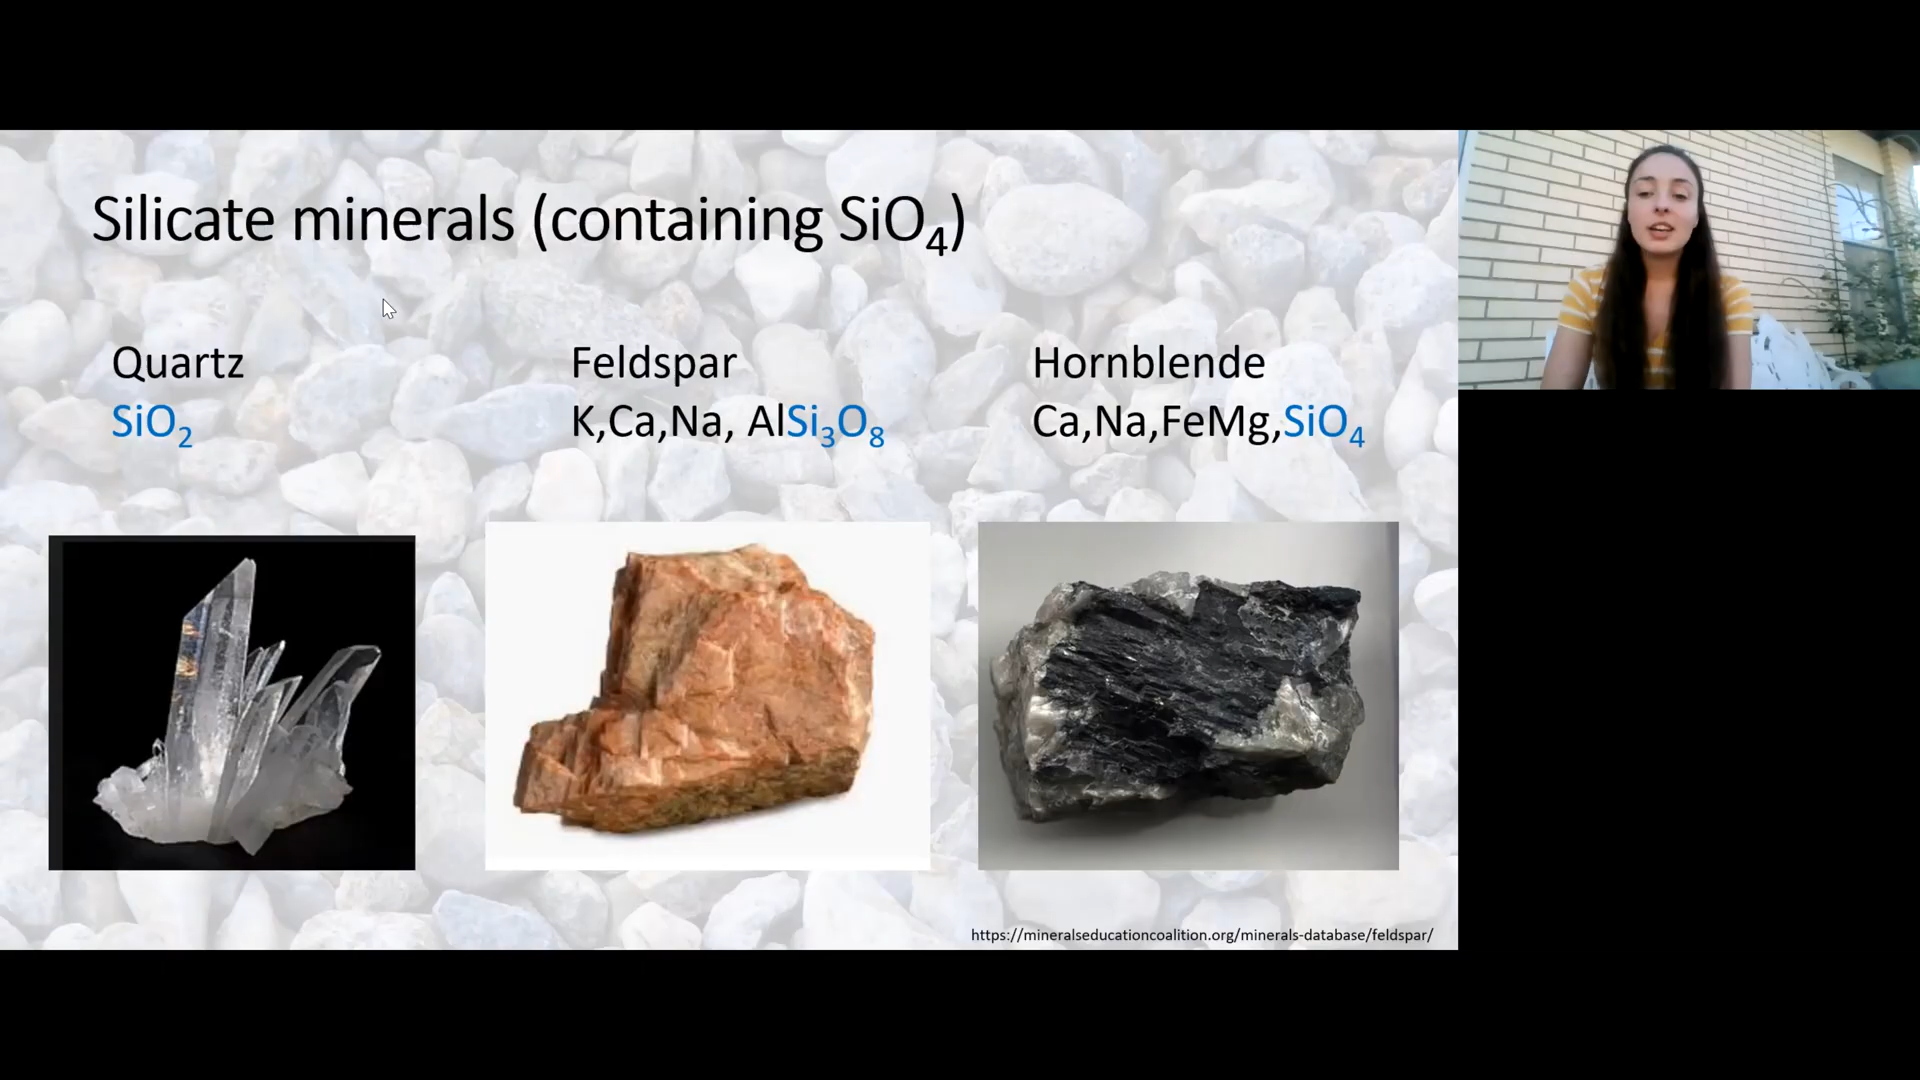 Silicate minerals (containing SiO₄)
Quartz
SiO₂
Feldspar
K,Ca,Na, AlSi₃O₈
Hornblende
Ca,Na,FeMg,SiO₄
https://mineralseducationcoalition.org/minerals-database/feldspar/